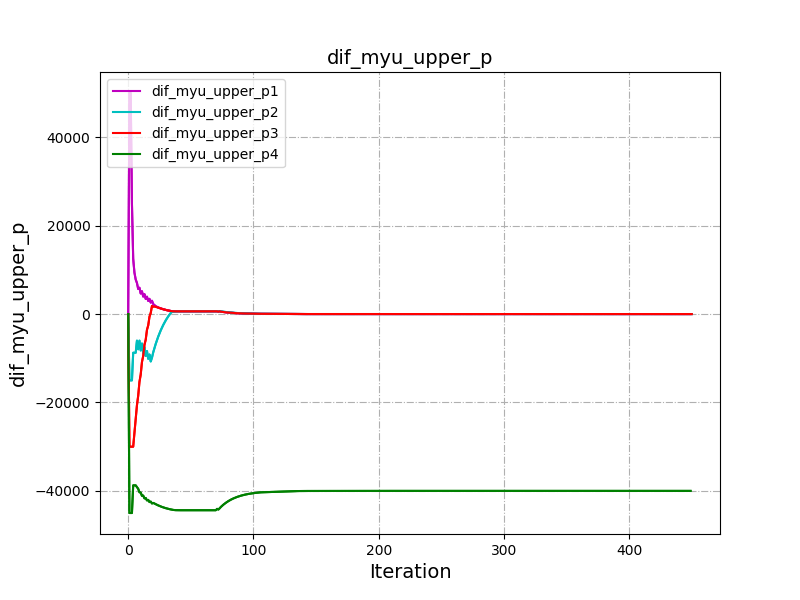 dif_myu_upper_p
dif_myu_upper_p1
dif_myu_upper_p2
dif_myu_upper_p3
dif_myu_upper_p4
40000
20000
0
−20000
−40000
dif_myu_upper_p
0
100
200
300
400
Iteration